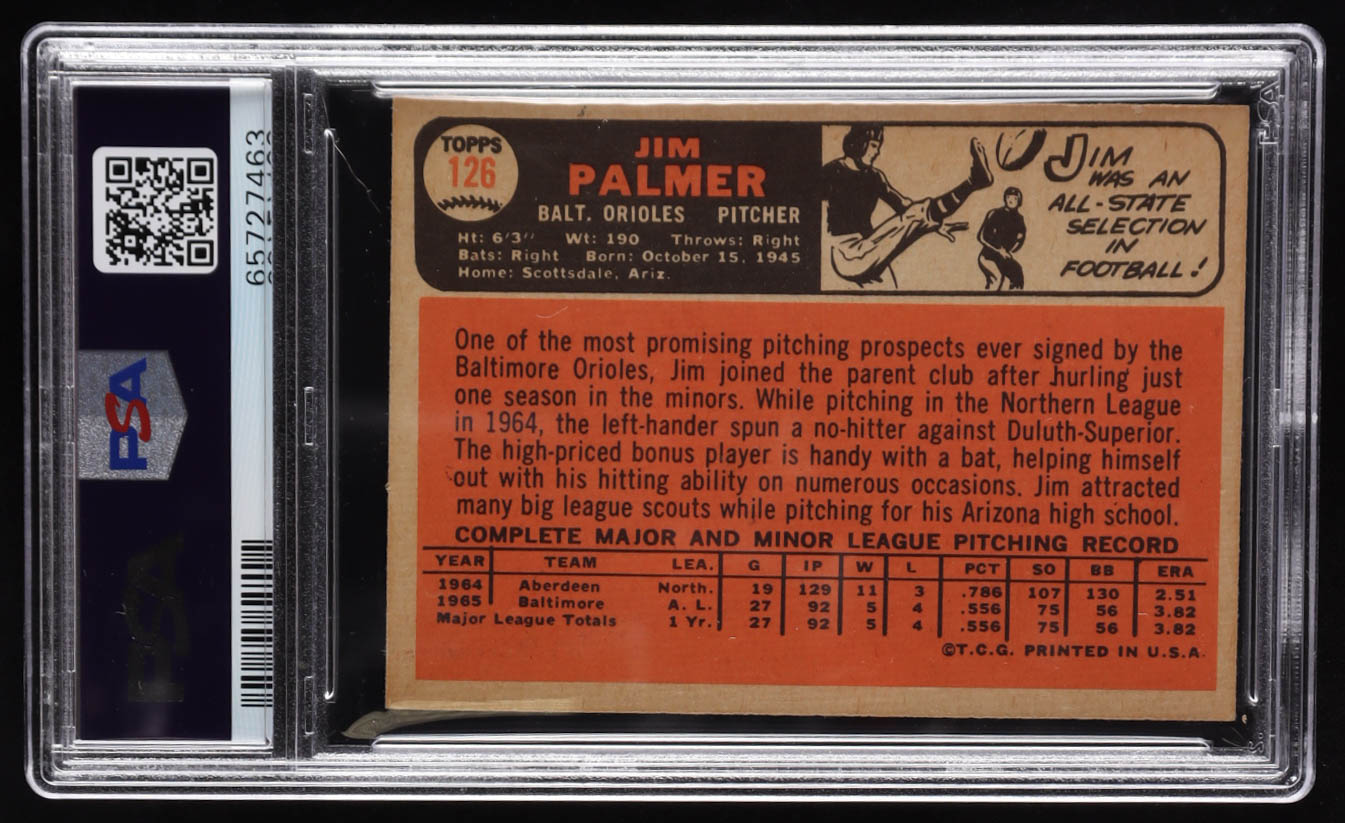 65727463
PSA
PSA
TOPPS
126
JIM
PALMER
BALT. ORIOLES PITCHER
Ht: 6'3" Wt: 190 Throws: Right
Bats: Right Born: October 15, 1945
Home: Scottsdale, Ariz.
JIM
WAS AN
ALL-STATE
SELECTION
IN
FOOTBALL!
One of the most promising pitching prospects ever signed by the
Baltimore Orioles, Jim joined the parent club after hurling just
one season in the minors. While pitching in the Northern League
in 1964, the left-hander spun a no-hitter against Duluth-Superior.
The high-priced bonus player is handy with a bat, helping himself
out with his hitting ability on numerous occasions. Jim attracted
many big league scouts while pitching for his Arizona high school.
COMPLETE MAJOR AND MINOR LEAGUE PITCHING RECORD
YEAR TEAM LEA. G IP W L PCT SO BB ERA
1964 Aberdeen North. 19 129 11 3 .786 107 130 2.51
1965 Baltimore A. L. 27 92 5 4 .556 75 56 3.82
Major League Totals 1 Yr. 27 92 5 4 .556 75 56 3.82
©T.C.G. PRINTED IN U.S.A.